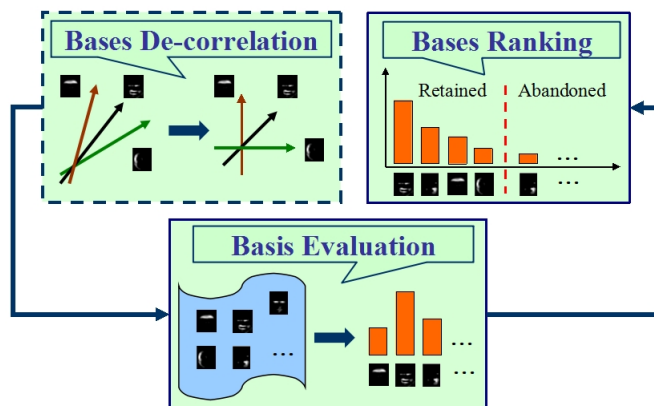 Bases De-correlation
Bases Ranking
Retained
Abandoned
...
Basis Evaluation
...
...
...